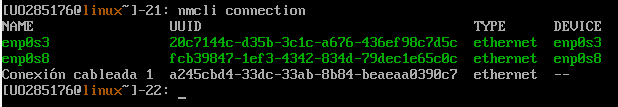 [UO285176@linux~]-21: nmcli connection
NAME UUID TYPE DEVICE
enp0s3 20c7144c-d35b-3c1c-a676-436ef98c7d5c ethernet enp0s3
enp0s8 fcb39847-1ef3-4342-834d-79dec1e65c0c ethernet enp0s8
Conexión cableada 1 a245cbd4-33dc-33ab-8b84-beaeaa0390c7 ethernet --
[UO285176@linux~]-22: _